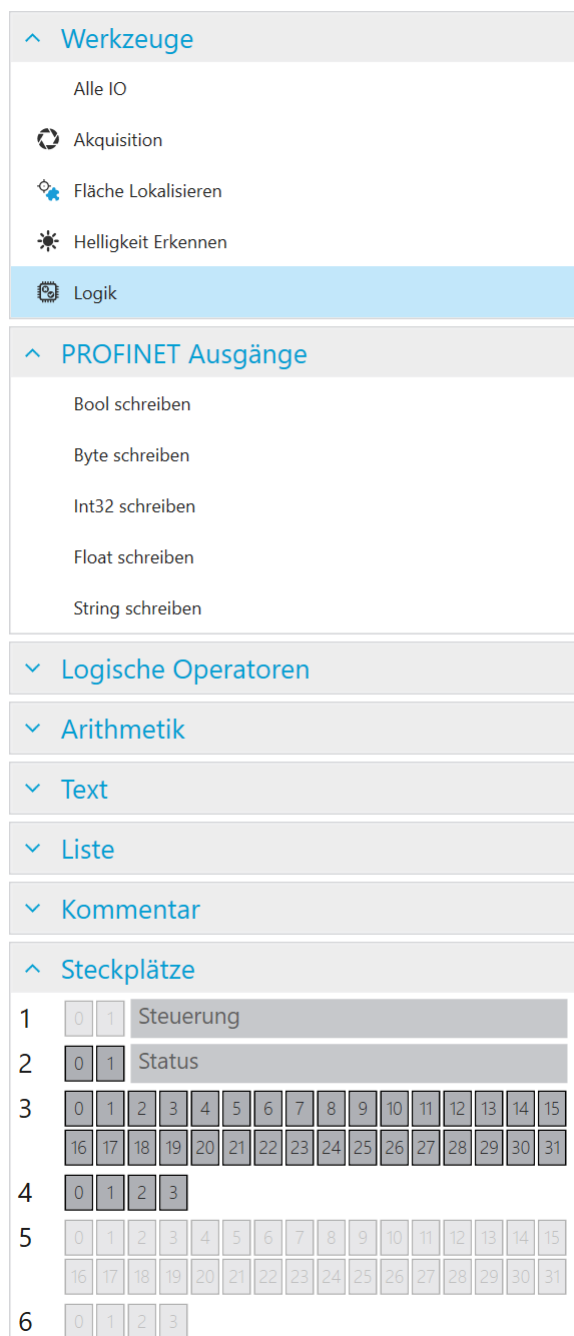 Werkzeuge
Alle IO
Akquisition
Fläche Lokalisieren
Helligkeit Erkennen
Logik
PROFINET Ausgänge
Bool schreiben
Byte schreiben
Int32 schreiben
Float schreiben
String schreiben
Logische Operatoren
Arithmetik
Text
Liste
Kommentar
Steckplätze
1 0 1 Steuerung
2 0 1 Status
3 0 1 2 3 4 5 6 7 8 9 10 11 12 13 14 15
16 17 18 19 20 21 22 23 24 25 26 27 28 29 30 31
4 0 1 2 3
5 0 1 2 3 4 5 6 7 8 9 10 11 12 13 14 15
16 17 18 19 20 21 22 23 24 25 26 27 28 29 30 31
6 0 1 2 3